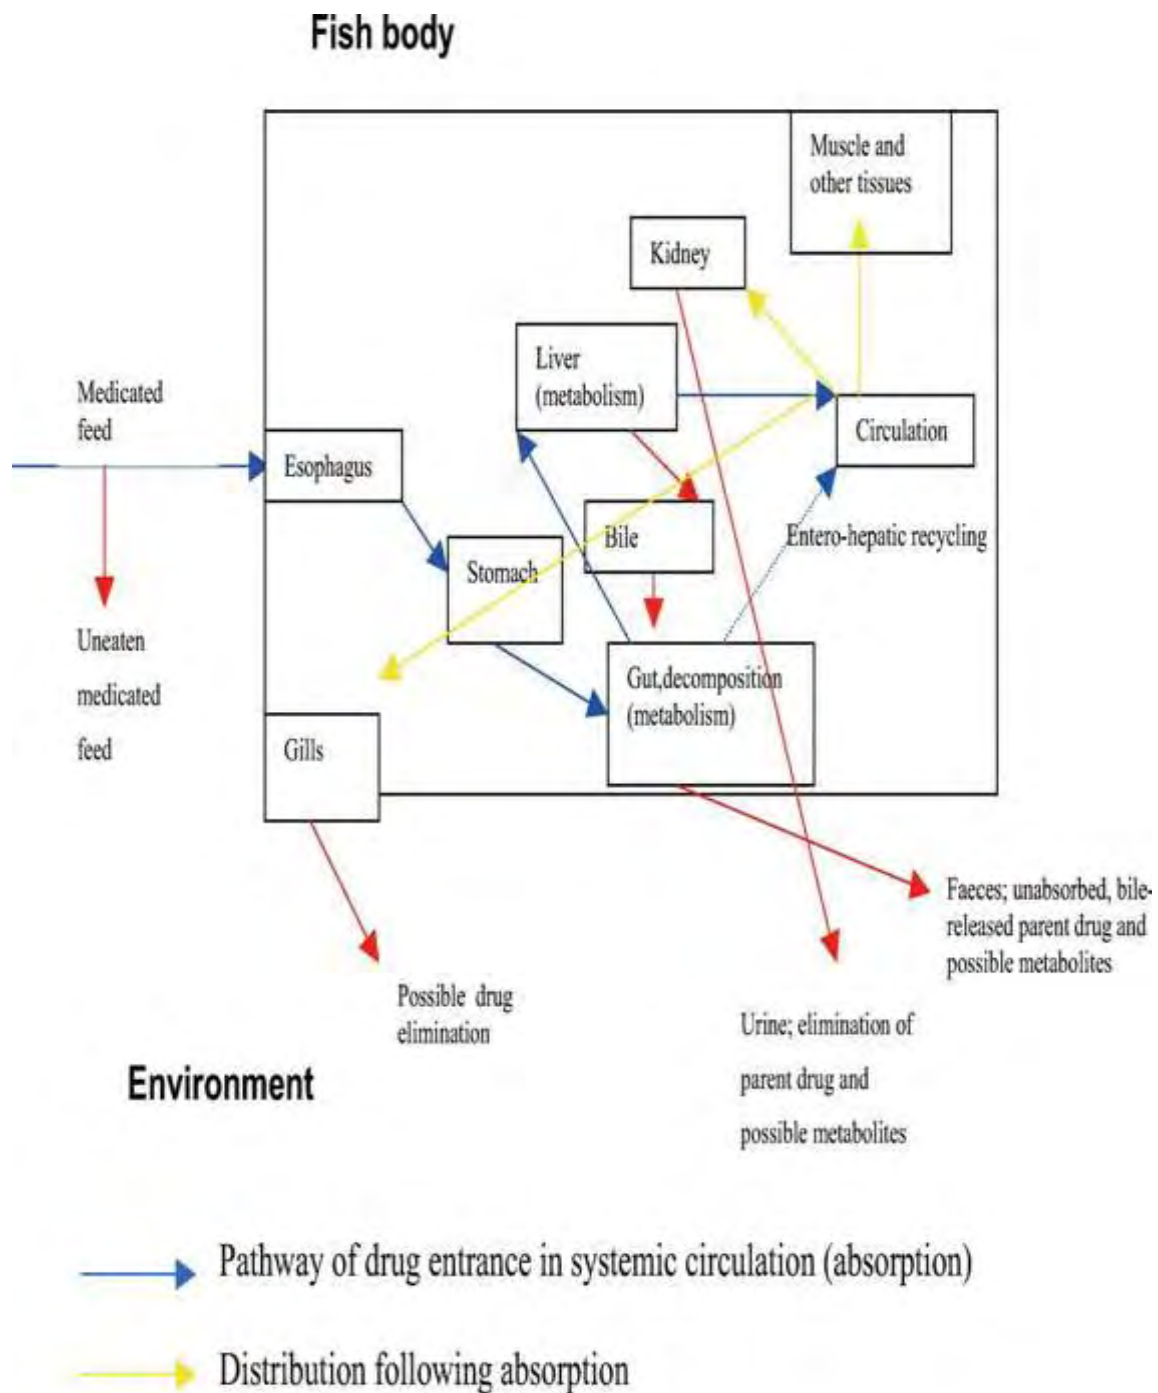 Fish body
Muscle and
other tissues
Kidney
Liver
(metabolism)
Medicated
feed
Circulation
Esophagus
Bile
Entero-hepatic recycling
Stomach
Uneaten
medicated
feed
Gut,decomposition
(metabolism)
Gills
Faeces; unabsorbed, bile-
released parent drug and
possible metabolites
Possible drug
elimination
Urine; elimination of
parent drug and
possible metabolites
Environment
Pathway of drug entrance in systemic circulation (absorption)
Distribution following absorption